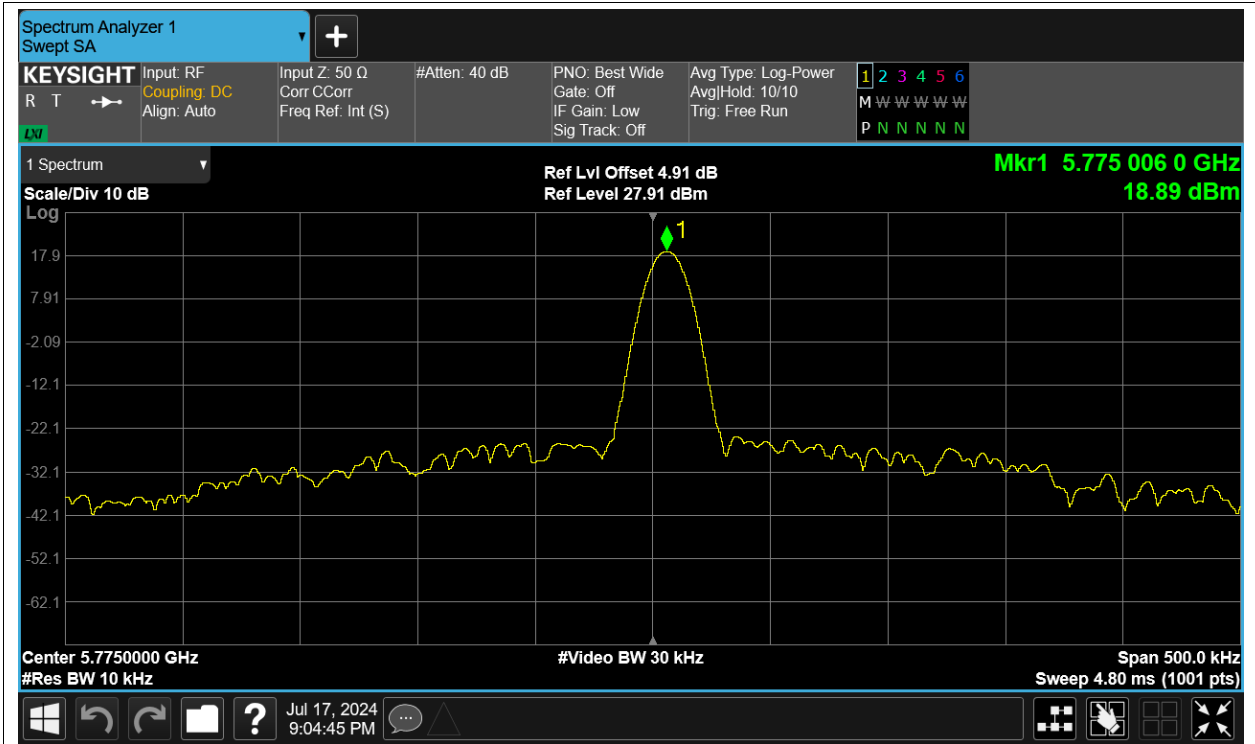 Spectrum Analyzer 1
Swept SA
+
KEYSIGHT
R T
LXI
Input: RF
Coupling: DC
Align: Auto
Input Z: 50 Ω
Corr CCorr
Freq Ref: Int (S)
#Atten: 40 dB
PNO: Best Wide
Gate: Off
IF Gain: Low
Sig Track: Off
Avg Type: Log-Power
Avg|Hold: 10/10
Trig: Free Run
1 2 3 4 5 6
M W W W W W
P N N N N N
1 Spectrum
Scale/Div 10 dB
Log
Ref Lvl Offset 4.91 dB
Ref Level 27.91 dBm
Mkr1 5.775 006 0 GHz
18.89 dBm
1
17.9
7.91
-2.09
-12.1
-22.1
-32.1
-42.1
-52.1
-62.1
Center 5.7750000 GHz
#Res BW 10 kHz
#Video BW 30 kHz
Span 500.0 kHz
Sweep 4.80 ms (1001 pts)
?
Jul 17, 2024
9:04:45 PM